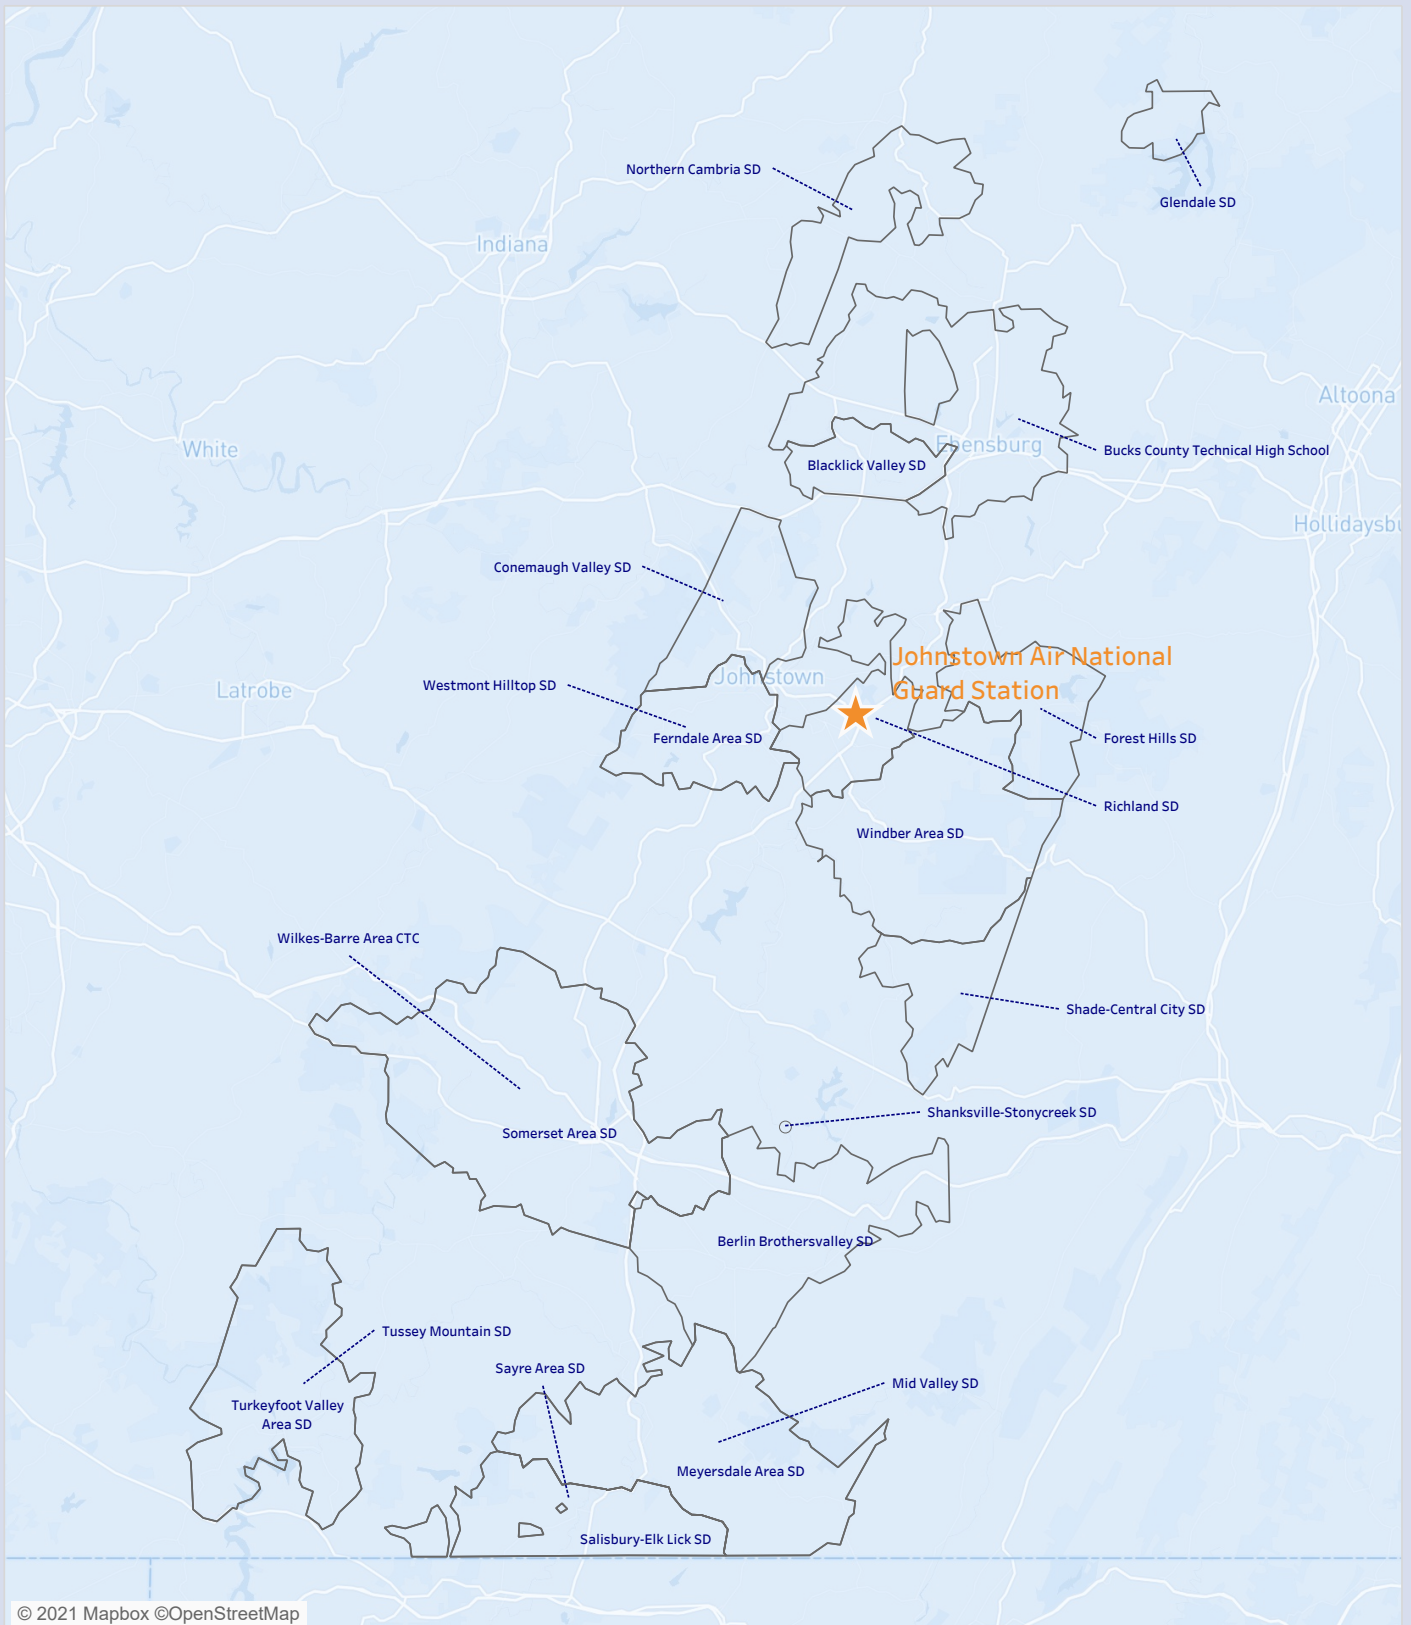 Northern Cambria SD
Glendale SD
Indiana
Altoona
White
Ebensburg
Bucks County Technical High School
Blacklick Valley SD
Hollidaysbu
Conemaugh Valley SD
Johnstown Air National
Guard Station
Johnstown
Westmont Hilltop SD
Latrobe
Ferndale Area SD
Forest Hills SD
Richland SD
Windber Area SD
Wilkes-Barre Area CTC
Shade-Central City SD
Shanksville-Stonycreek SD
Somerset Area SD
Berlin Brothersvalley SD
Tussey Mountain SD
Sayre Area SD
Mid Valley SD
Turkeyfoot Valley
Area SD
Meyersdale Area SD
Salisbury-Elk Lick SD
© 2021 Mapbox ©OpenStreetMap